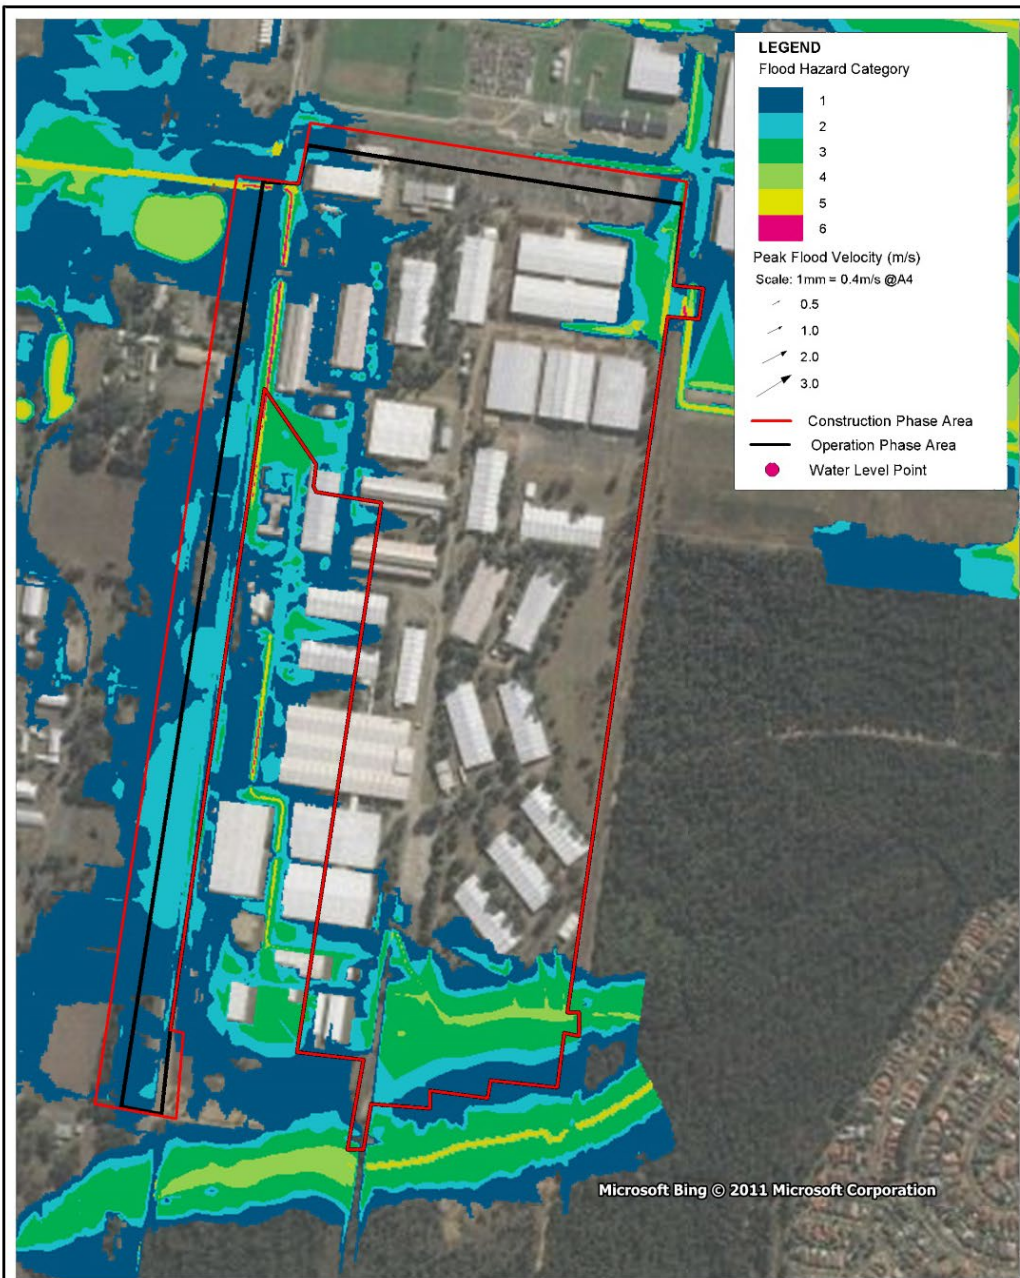 LEGEND
Flood Hazard Category
1
2
3
4
5
6
Peak Flood Velocity (m/s)
Scale: 1mm = 0.4m/s @A4
0.5
1.0
2.0
3.0
Construction Phase Area
Operation Phase Area
Water Level Point
Microsoft Bing © 2011 Microsoft Corporation